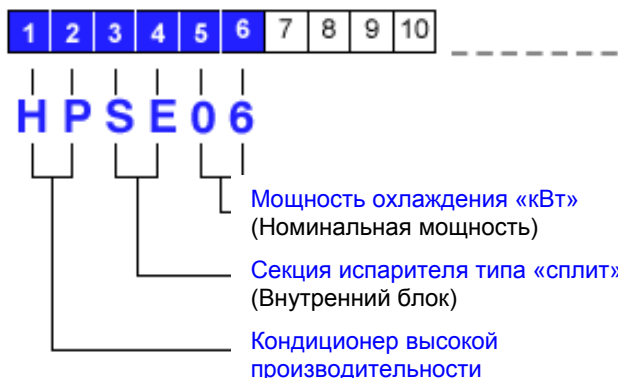 1 2 3 4 5 6 7 8 9 10
HPSE06
Мощность охлаждения «кВт»
(Номинальная мощность)
Секция испарителя типа «сплит»
(Внутренний блок)
Кондиционер высокой
производительности